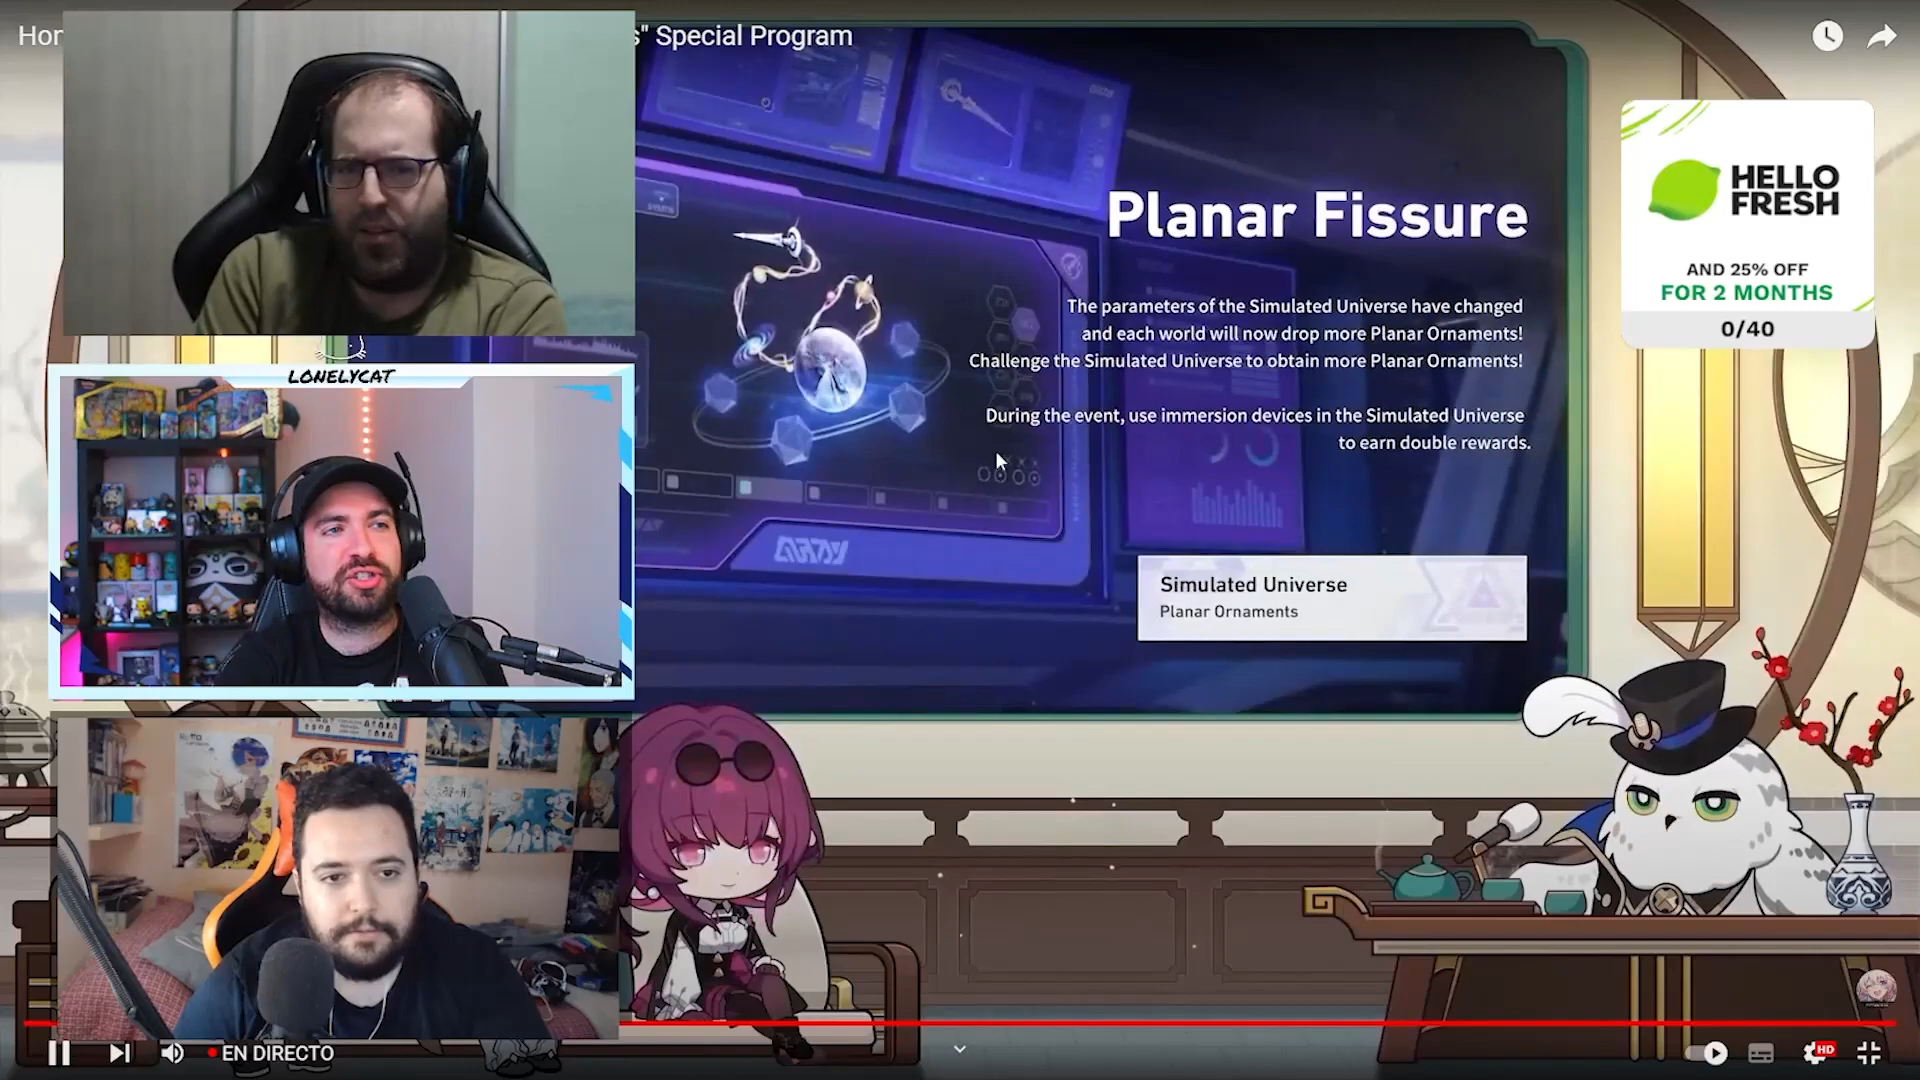 Hor
s" Special Program
Planar Fissure
The parameters of the Simulated Universe have changed
and each world will now drop more Planar Ornaments!
Challenge the Simulated Universe to obtain more Planar Ornaments!
During the event, use immersion devices in the Simulated Universe
to earn double rewards.
Simulated Universe
Planar Ornaments
HELLO
FRESH
AND 25% OFF
FOR 2 MONTHS
0/40
LONELYCAT
EN DIRECTO
HD